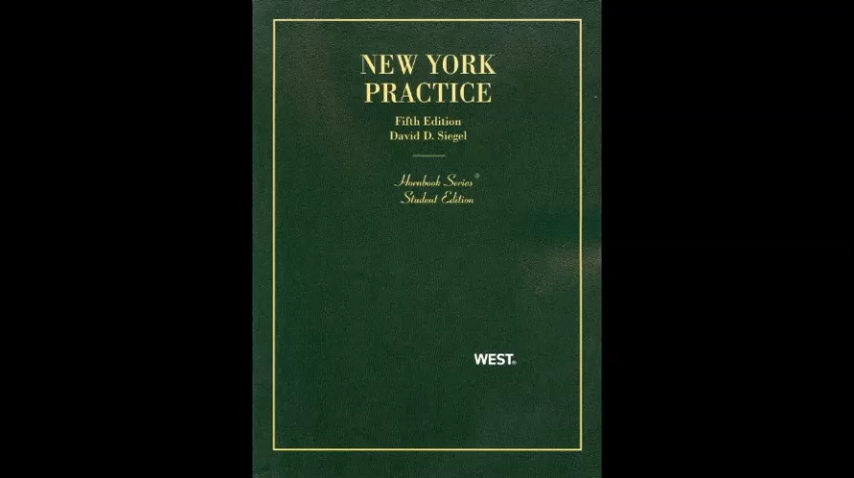 NEW YORK
PRACTICE
Fifth Edition
David D. Siegel
Hornbook Series®
Student Edition
WEST®